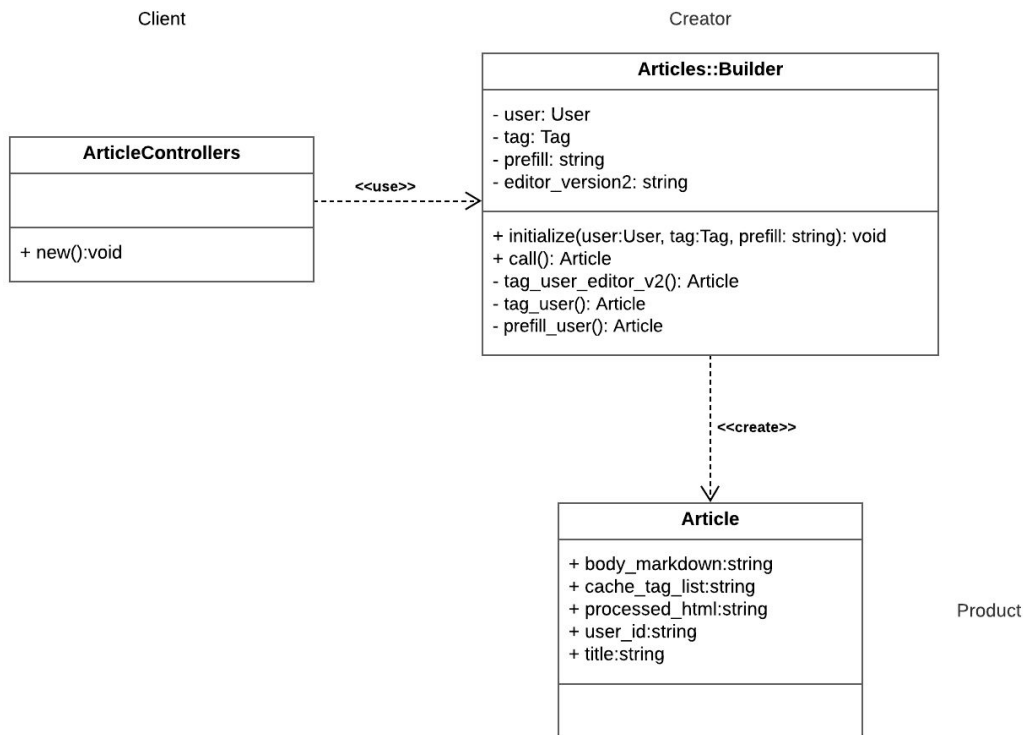 Client
Creator
Articles::Builder
- user: User
- tag: Tag
- prefill: string
- editor_version2: string
+ initialize(user:User, tag:Tag, prefill: string): void
+ call(): Article
- tag_user_editor_v2(): Article
- tag_user(): Article
- prefill_user(): Article
ArticleControllers
+ new():void
<<use>>
<<create>>
Article
+ body_markdown:string
+ cache_tag_list:string
+ processed_html:string
+ user_id:string
+ title:string
Product